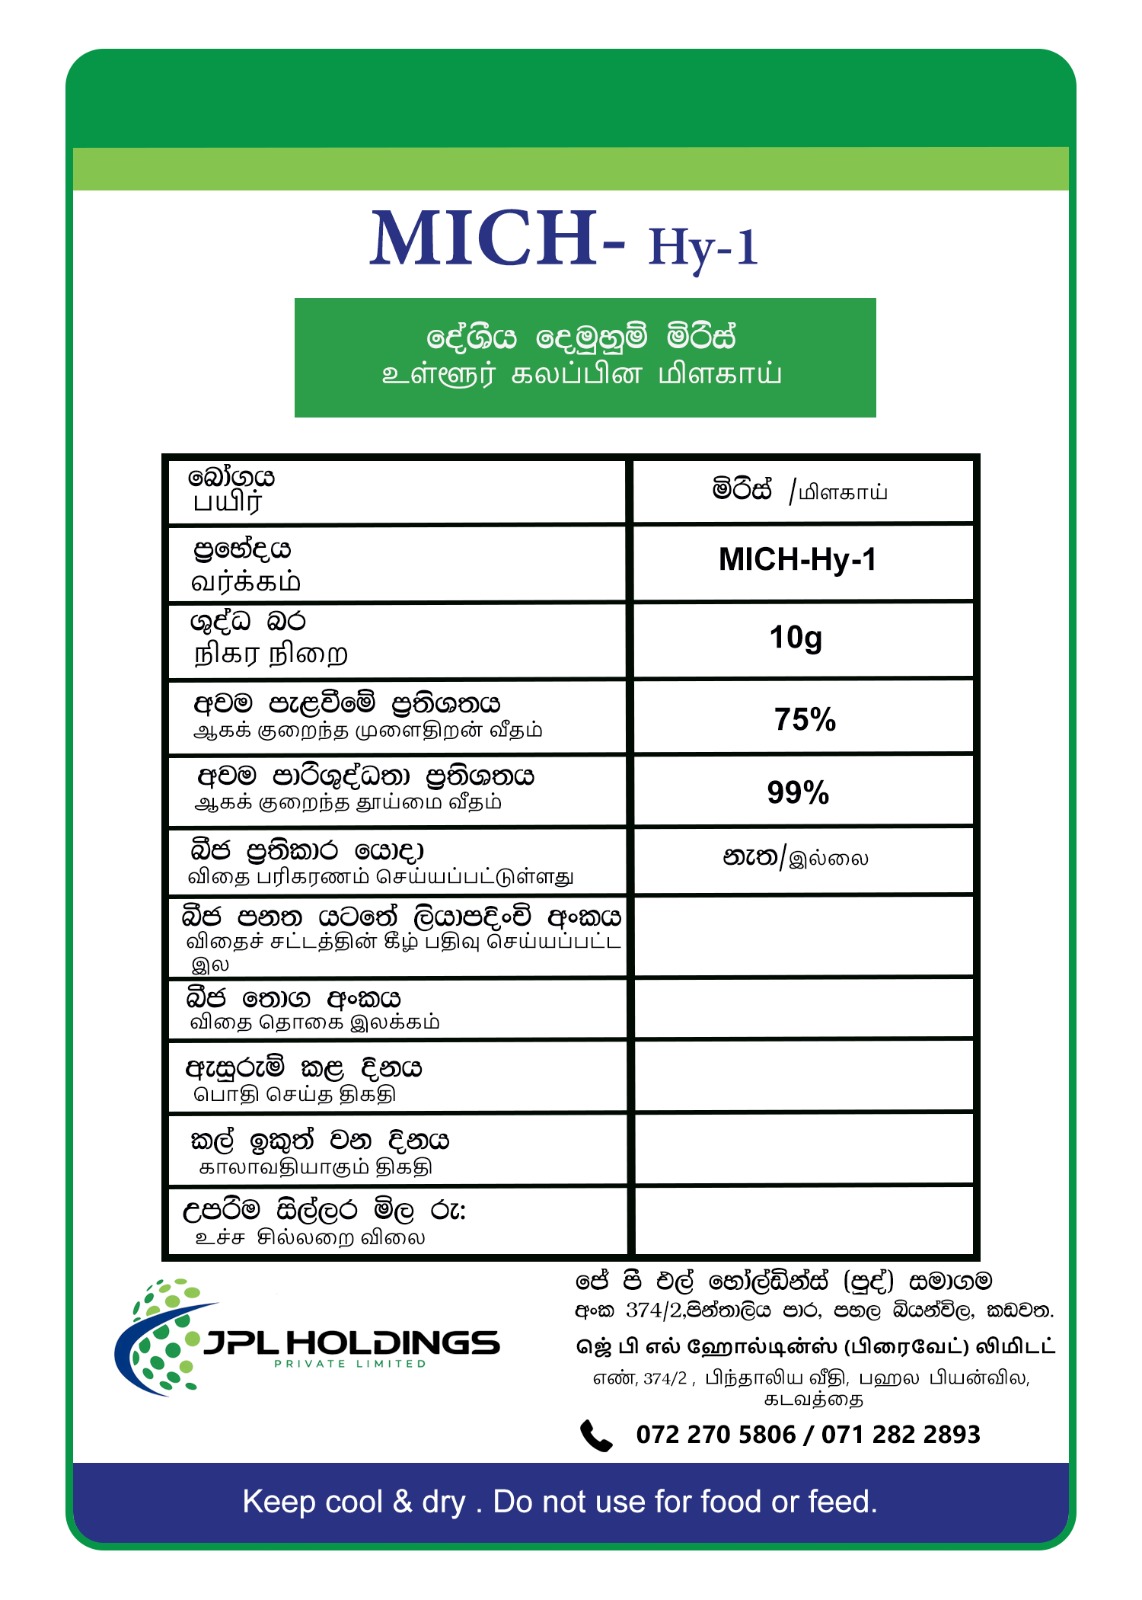 MICH- Hy-1
දේශීය දෙමුහුම් මිරිස්
உள்ளூர் கலப்பின மிளகாய்
බෝගය
பயிர்
මිරිස් /மிளகாய்
ප්‍රභේදය
வர்க்கம்
MICH-Hy-1
ශුද්ධ බර
நிகர நிறை
10g
අවම පැළවීමේ ප්‍රතිශතය
ஆகக் குறைந்த முளைதிறன் வீதம்
75%
අවම පාරිශුද්ධතා ප්‍රතිශතය
ஆகக் குறைந்த தூய்மை வீதம்
99%
බීජ ප්‍රතිකාර යොදා
விதை பரிகரணம் செய்யப்பட்டுள்ளது
නැත/இல்லை
බීජ පනත යටතේ ලියාපදිංචි අංකය
விதைச் சட்டத்தின் கீழ் பதிவு செய்யப்பட்ட
இல
බීජ තොග අංකය
விதை தொகை இலக்கம்
ඇසුරුම් කළ දිනය
பொதி செய்த திகதி
කල් ඉකුත් වන දිනය
காலாவதியாகும் திகதி
උපරිම සිල්ලර මිල රු:
உச்ச சில்லறை விலை
JPL HOLDINGS
PRIVATE LIMITED
ජේ පී එල් හෝල්ඩින්ස් (පුද්) සමාගම
අංක 374/2,පින්තාලිය පාර, පහල බියන්විල, කඩවත.
ஜெ பி எல் ஹோல்டின்ஸ் (பிரைவேட்) லிமிடட்
எண், 374/2 , பிந்தாலிய வீதி, பஹல பியன்வில,
கடவத்தை
072 270 5806 / 071 282 2893
Keep cool & dry . Do not use for food or feed.